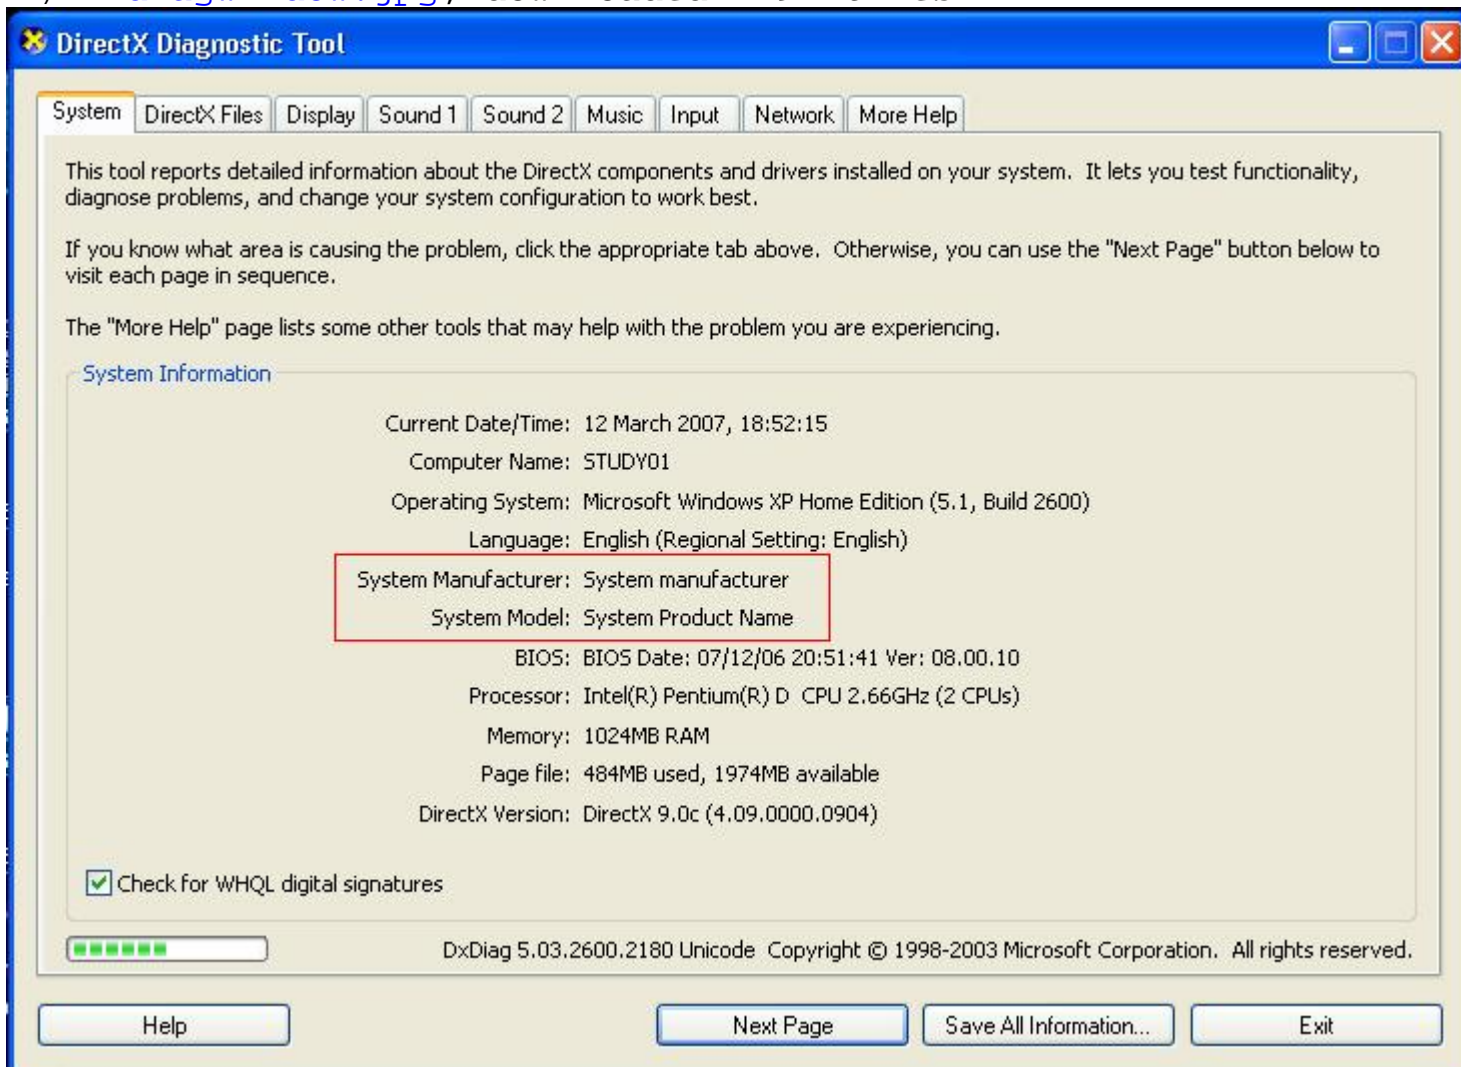 DirectX Diagnostic Tool
System DirectX Files Display Sound 1 Sound 2 Music Input Network More Help
This tool reports detailed information about the DirectX components and drivers installed on your system. It lets you test functionality,
diagnose problems, and change your system configuration to work best.
If you know what area is causing the problem, click the appropriate tab above. Otherwise, you can use the "Next Page" button below to
visit each page in sequence.
The "More Help" page lists some other tools that may help with the problem you are experiencing.
System Information
Current Date/Time: 12 March 2007, 18:52:15
Computer Name: STUDY01
Operating System: Microsoft Windows XP Home Edition (5.1, Build 2600)
Language: English (Regional Setting: English)
System Manufacturer: System manufacturer
System Model: System Product Name
BIOS: BIOS Date: 07/12/06 20:51:41 Ver: 08.00.10
Processor: Intel(R) Pentium(R) D CPU 2.66GHz (2 CPUs)
Memory: 1024MB RAM
Page file: 484MB used, 1974MB available
DirectX Version: DirectX 9.0c (4.09.0000.0904)
Check for WHQL digital signatures
DxDiag 5.03.2600.2180 Unicode Copyright © 1998-2003 Microsoft Corporation. All rights reserved.
Help Next Page Save All Information... Exit